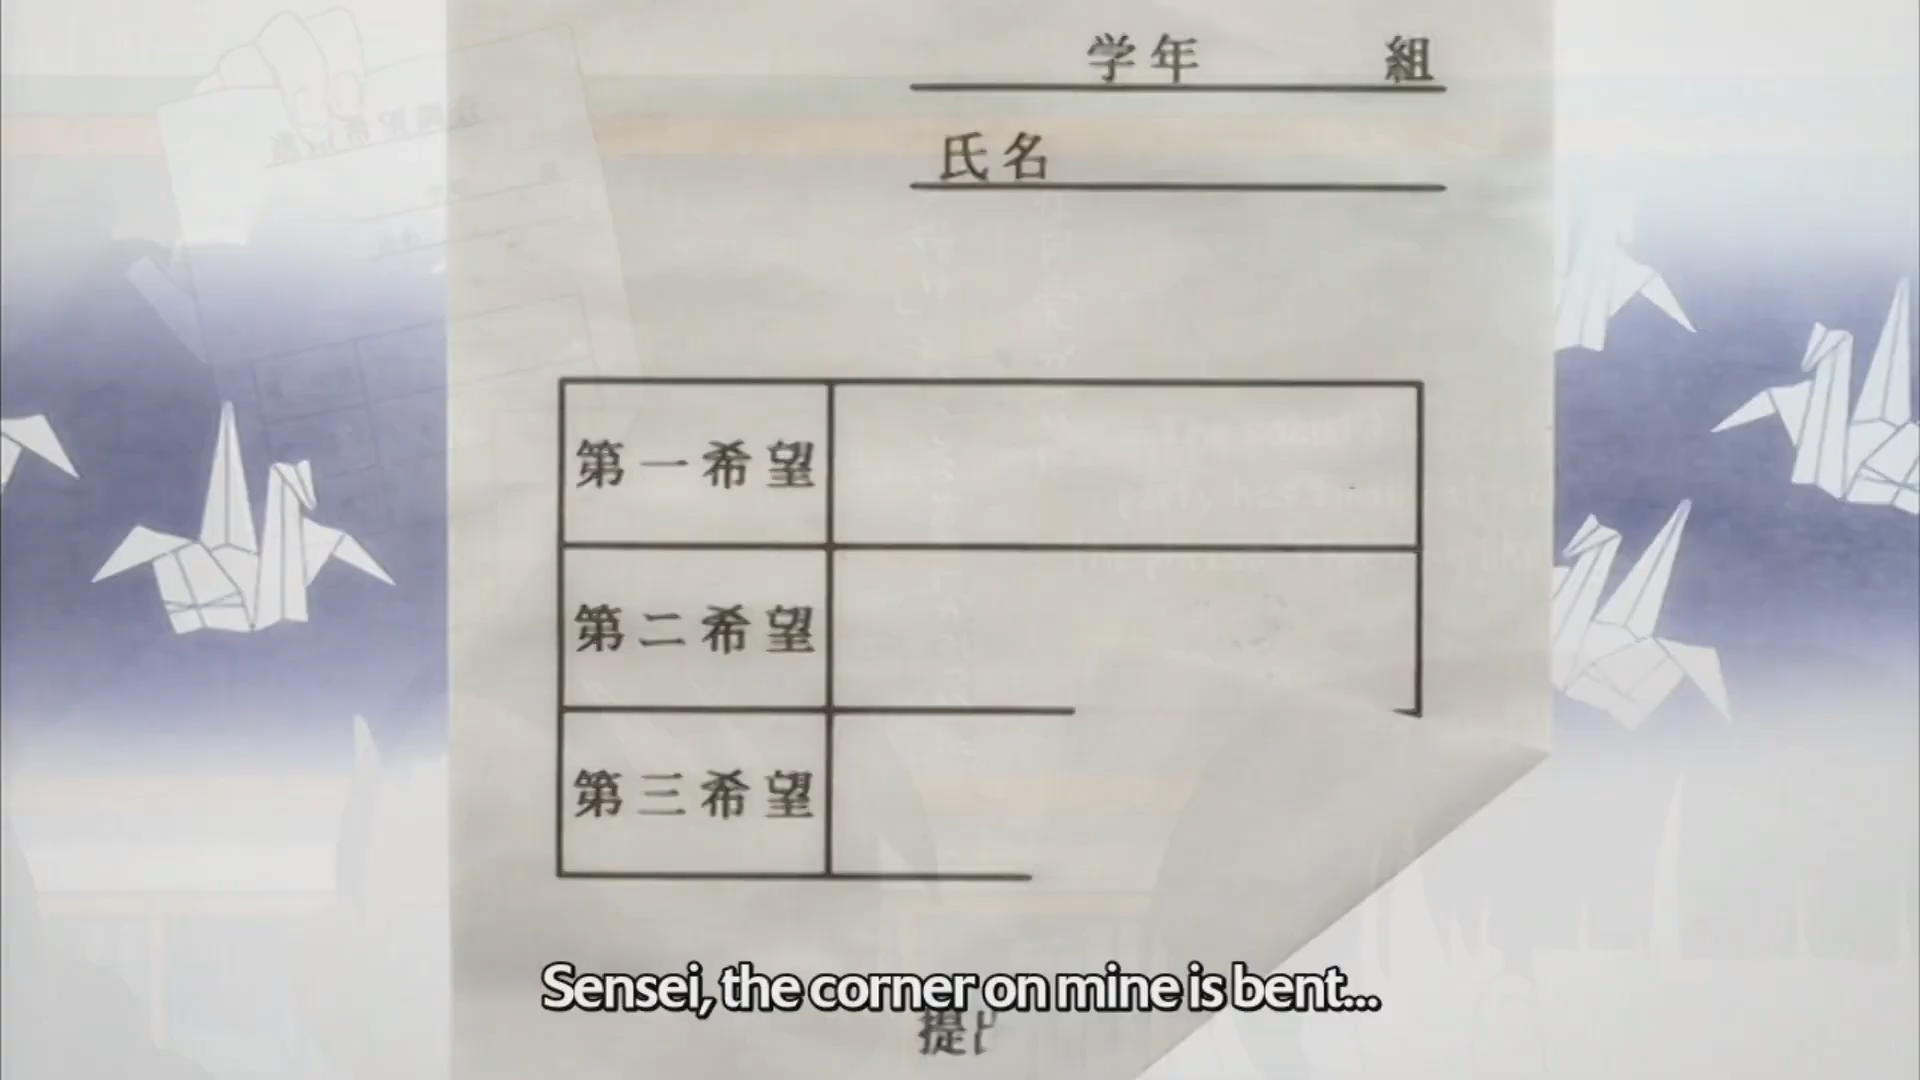 学年 組
氏名
第一希望
第二希望
第三希望
Sensei, the corner on mine is bent...
提